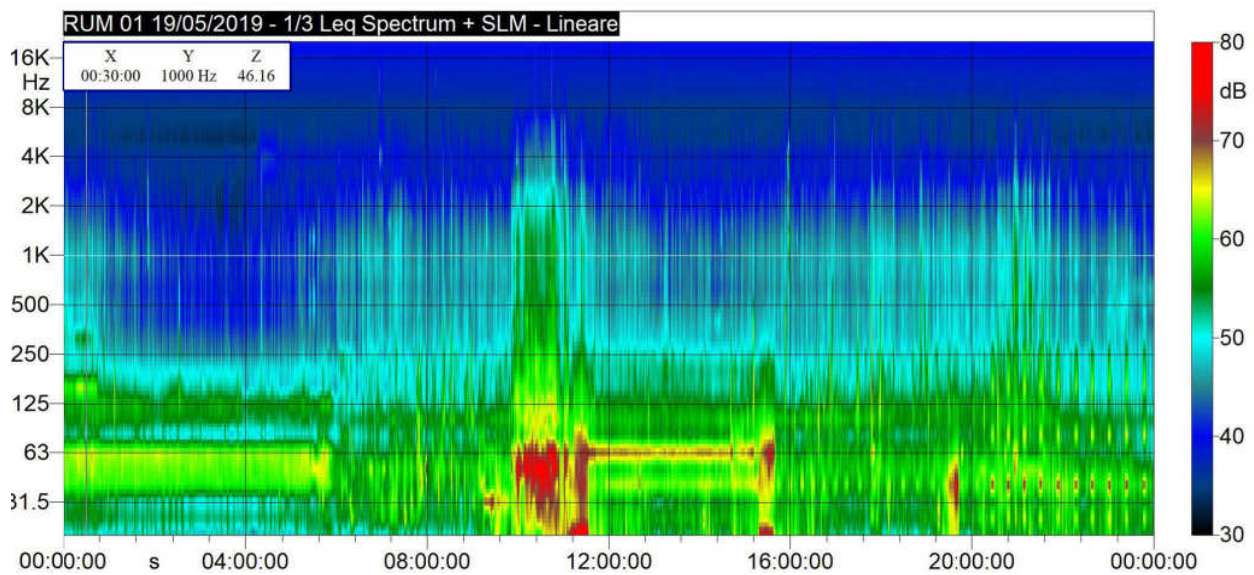 RUM 01 19/05/2019 - 1/3 Leq Spectrum + SLM - Lineare
X Y Z
00:30:00 1000 Hz 46.16
16K
Hz
8K
4K
2K
1K
500
250
125
63
31.5
00:00:00 s 04:00:00 08:00:00 12:00:00 16:00:00 20:00:00 00:00:00
80
dB
70
60
50
40
30